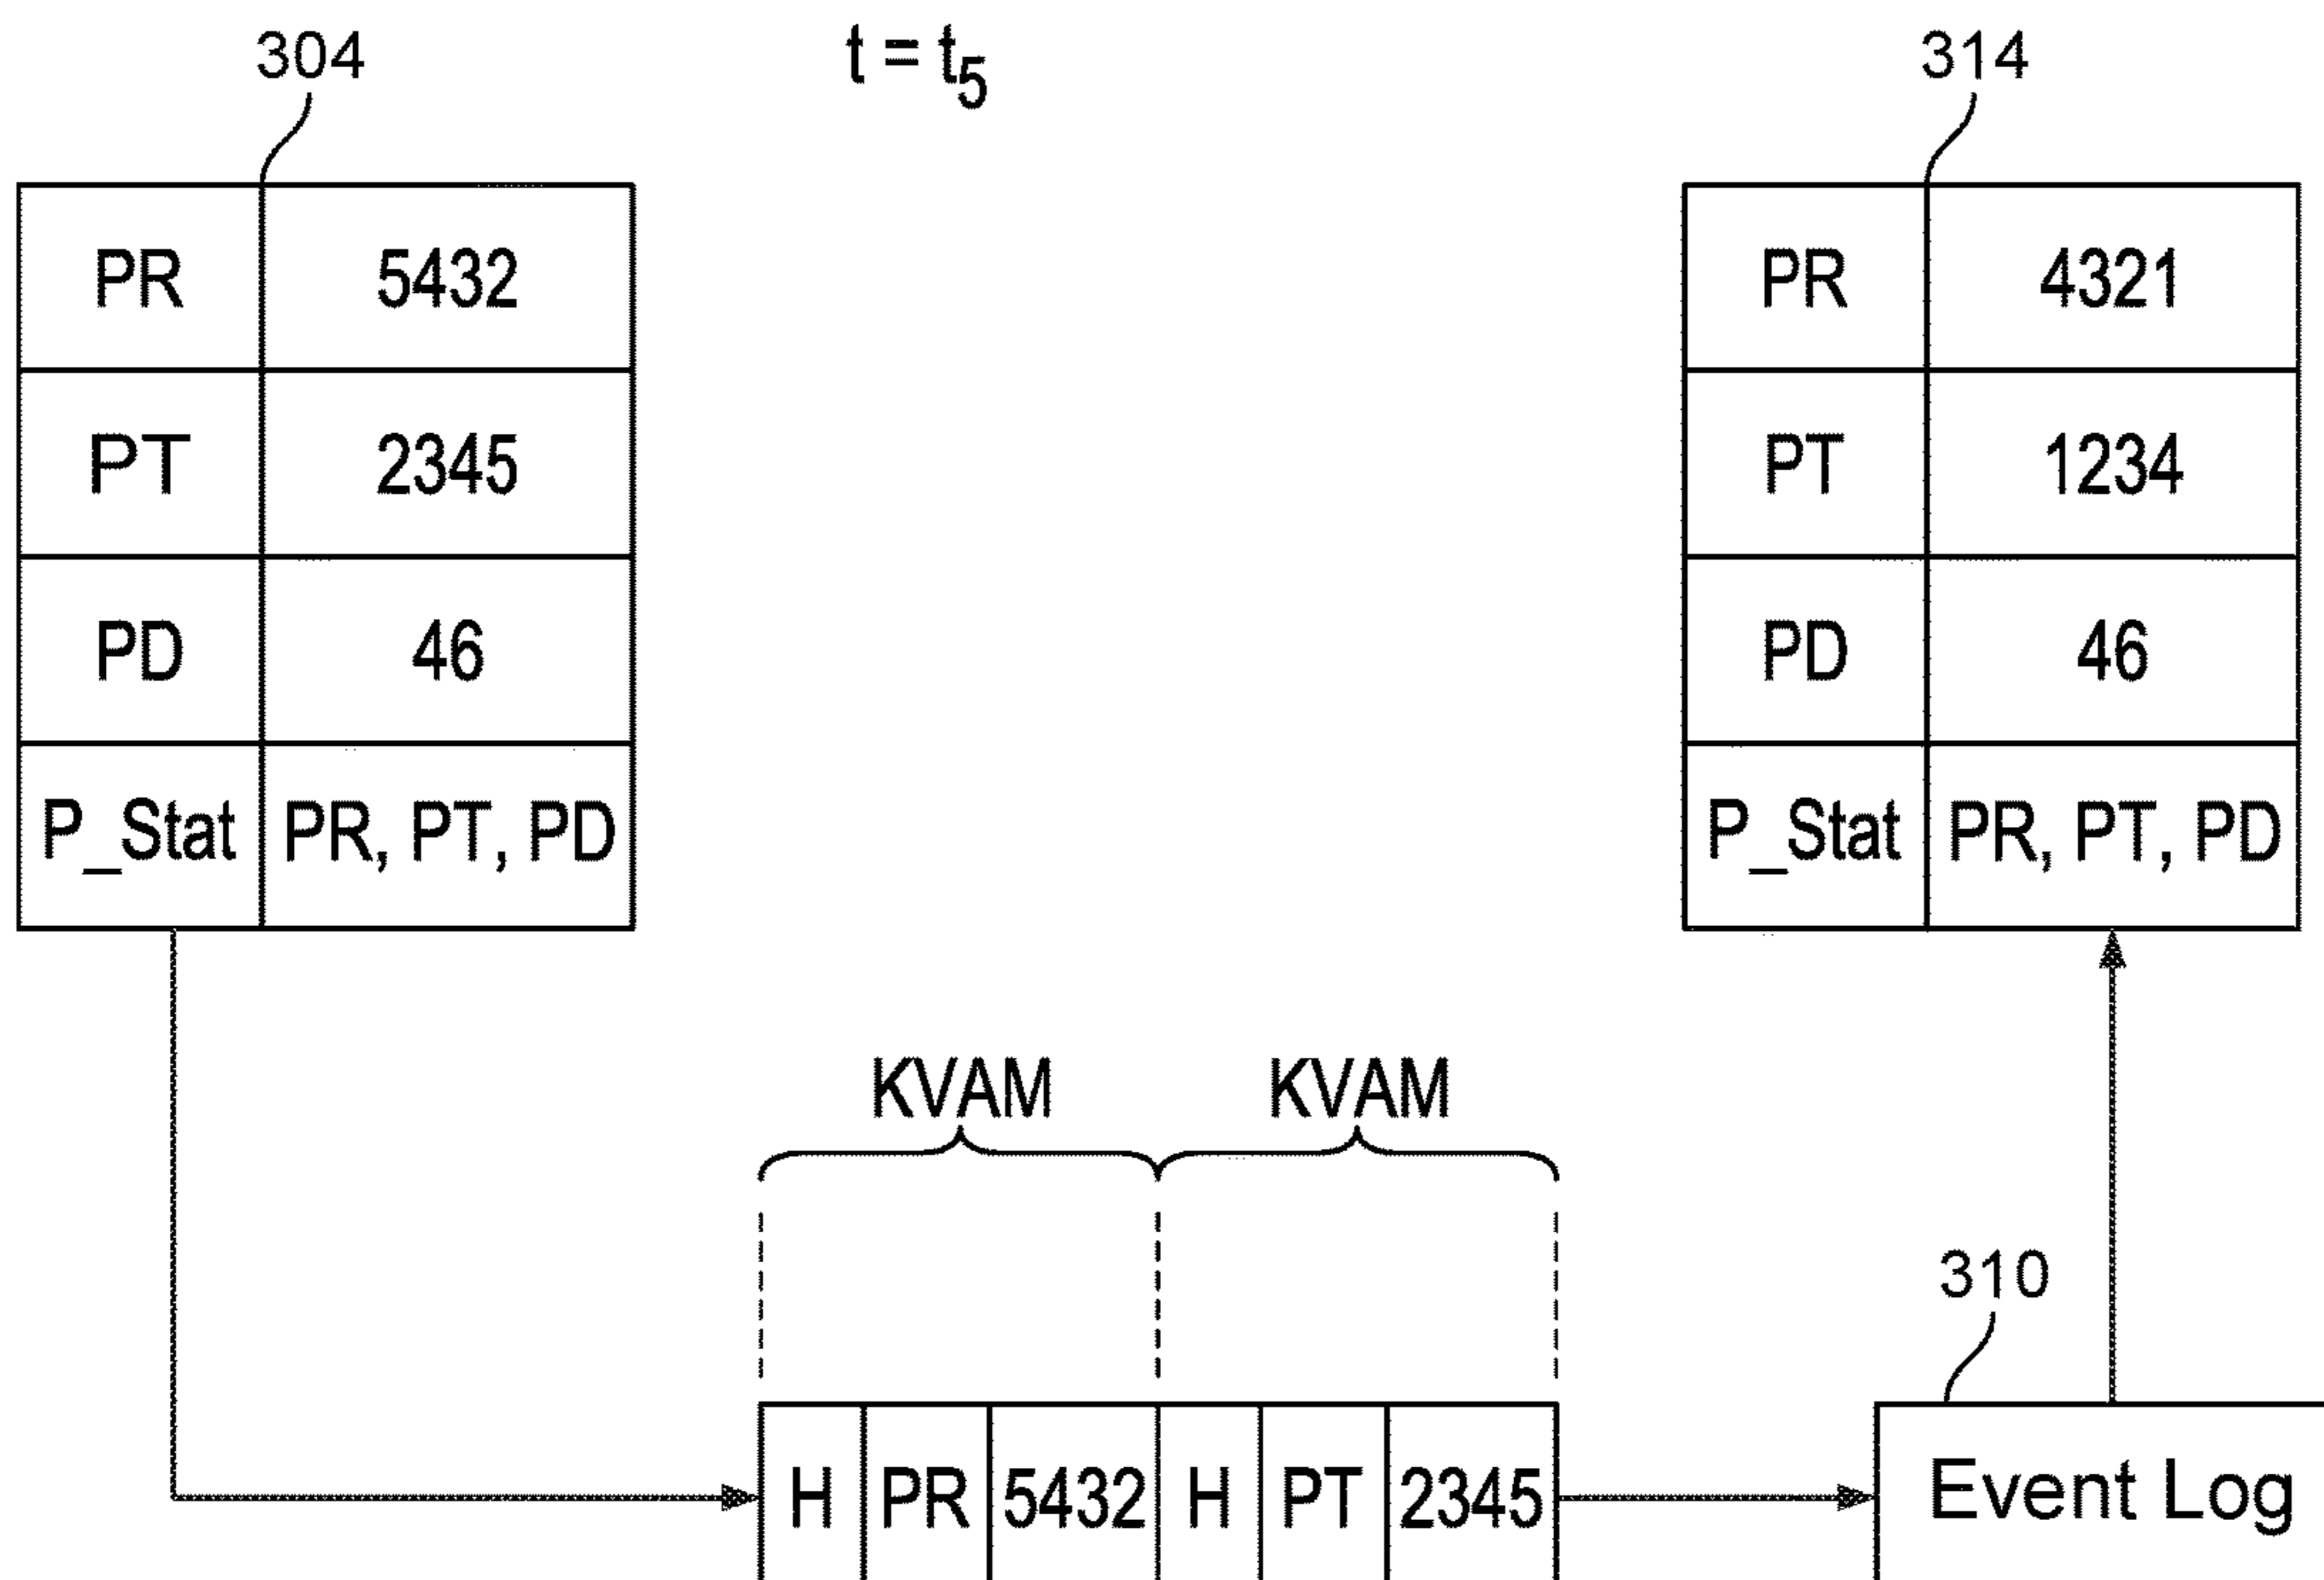 304
t = t5
314
PR 5432
PT 2345
PD 46
P_Stat PR, PT, PD
PR 4321
PT 1234
PD 46
P_Stat PR, PT, PD
KVAM KVAM
310
H PR 5432 H PT 2345
Event Log